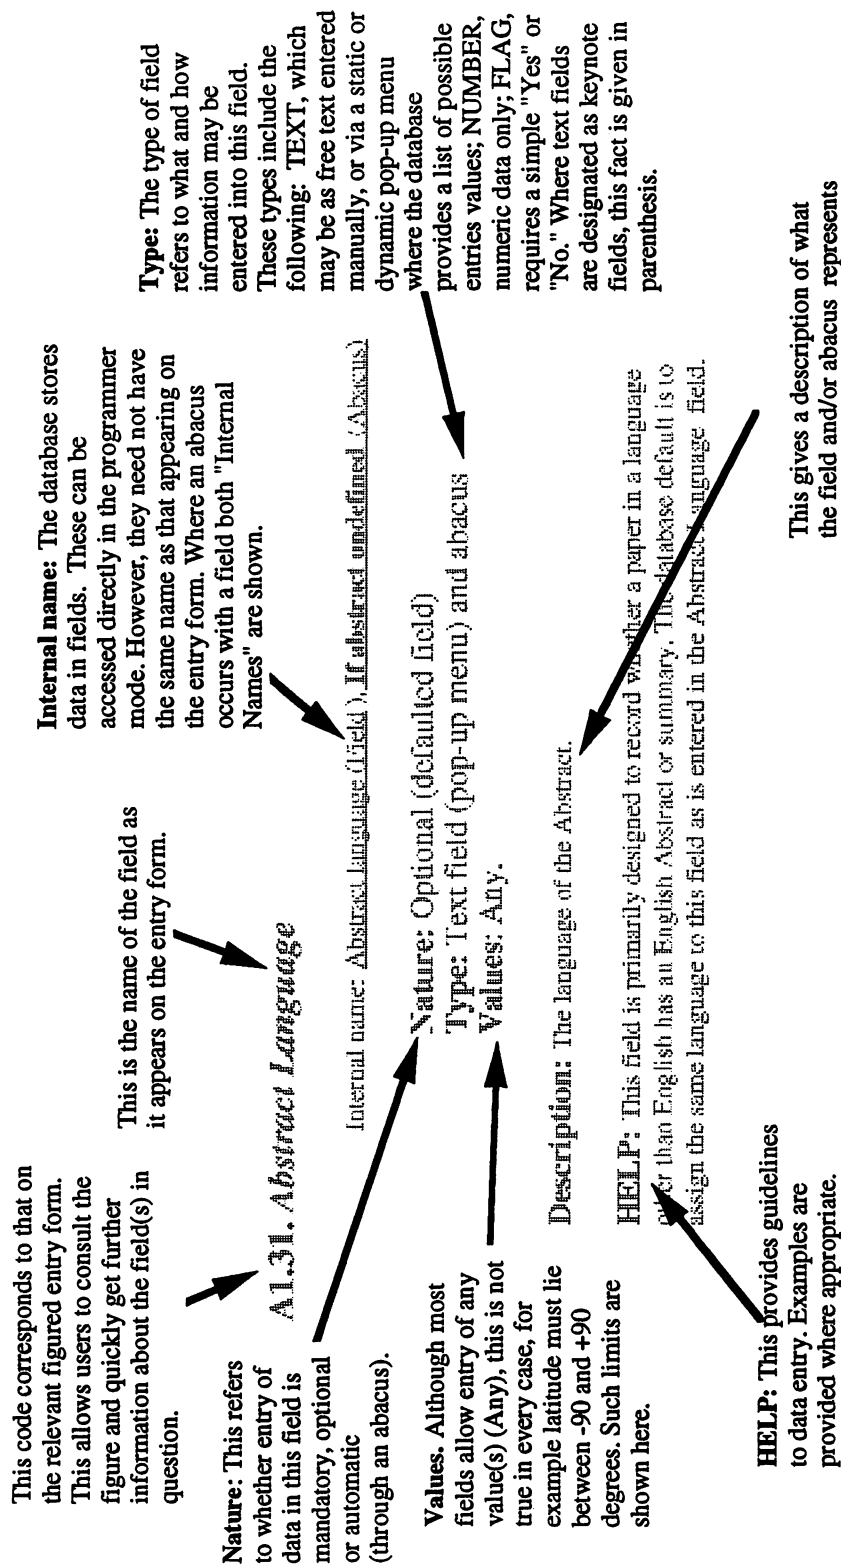 This code corresponds to that on
the relevant figured entry form.
This allows users to consult the
figure and quickly get further
information about the field(s) in
question.
This is the name of the field as
it appears on the entry form.
Internal name: The database stores
data in fields. These can be
accessed directly in the programmer
mode. However, they need not have
the same name as that appearing on
the entry form. Where an abacus
occurs with a field both "Internal
Names" are shown.
Type: The type of field
refers to what and how
information may be
entered into this field.
These types include the
following: TEXT, which
may be as free text entered
manually, or via a static or
dynamic pop-up menu
where the database
provides a list of possible
entries values; NUMBER,
numeric data only; FLAG,
requires a simple "Yes" or
"No." Where text fields
are designated as keynote
fields, this fact is given in
parenthesis.
A1.31. Abstract Language
Internal name: Abstract language (Field ), If abstract undefined (Abacus)
Nature: Optional (defaulted field)
Type: Text field (pop-up menu) and abacus
Values: Any.
Description: The language of the Abstract.
HELP: This field is primarily designed to record whether a paper in a language
other than English has an English Abstract or summary. The database default is to
assign the same language to this field as is entered in the Abstract Language field.
Nature: This refers
to whether entry of
data in this field is
mandatory, optional
or automatic
(through an abacus).
Values. Although most
fields allow entry of any
value(s) (Any), this is not
true in every case, for
example latitude must lie
between -90 and +90
degrees. Such limits are
shown here.
HELP: This provides guidelines
to data entry. Examples are
provided where appropriate.
This gives a description of what
the field and/or abacus represents